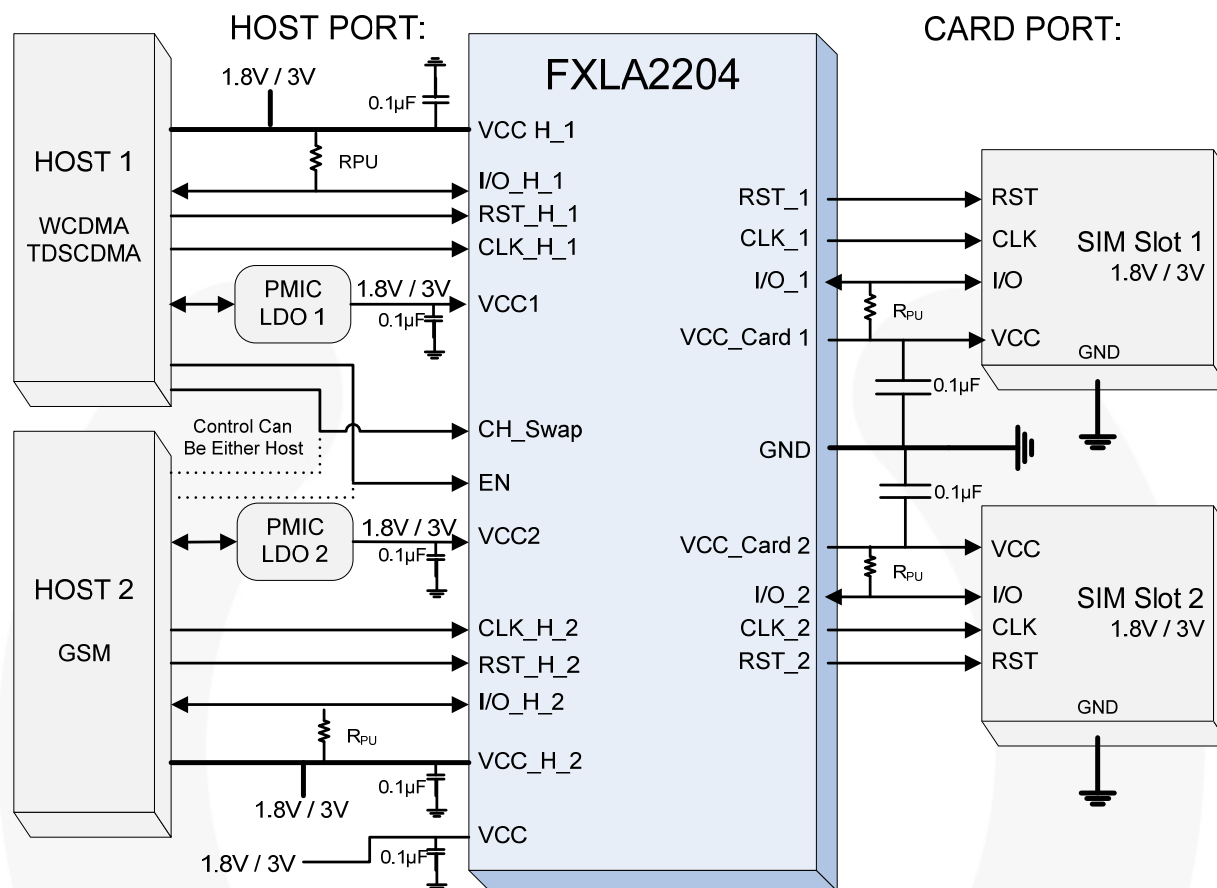 HOST PORT:
CARD PORT:
FXLA2204
HOST 1
WCDMA
TDSCDMA
1.8V / 3V
0.1µF
RPU
PMIC
LDO 1
1.8V / 3V
0.1µF
Control Can
Be Either Host
HOST 2
GSM
PMIC
LDO 2
1.8V / 3V
0.1µF
RPU
1.8V / 3V
0.1µF
1.8V / 3V
0.1µF
VCC H_1
I/O_H_1
RST_H_1
CLK_H_1
VCC1
CH_Swap
EN
VCC2
CLK_H_2
RST_H_2
I/O_H_2
VCC_H_2
VCC
RST_1
CLK_1
I/O_1
VCC_Card 1
GND
VCC_Card 2
I/O_2
CLK_2
RST_2
RPU
0.1µF
0.1µF
RPU
RST
CLK
I/O
VCC
SIM Slot 1
1.8V / 3V
GND
VCC
I/O
CLK
RST
SIM Slot 2
1.8V / 3V
GND